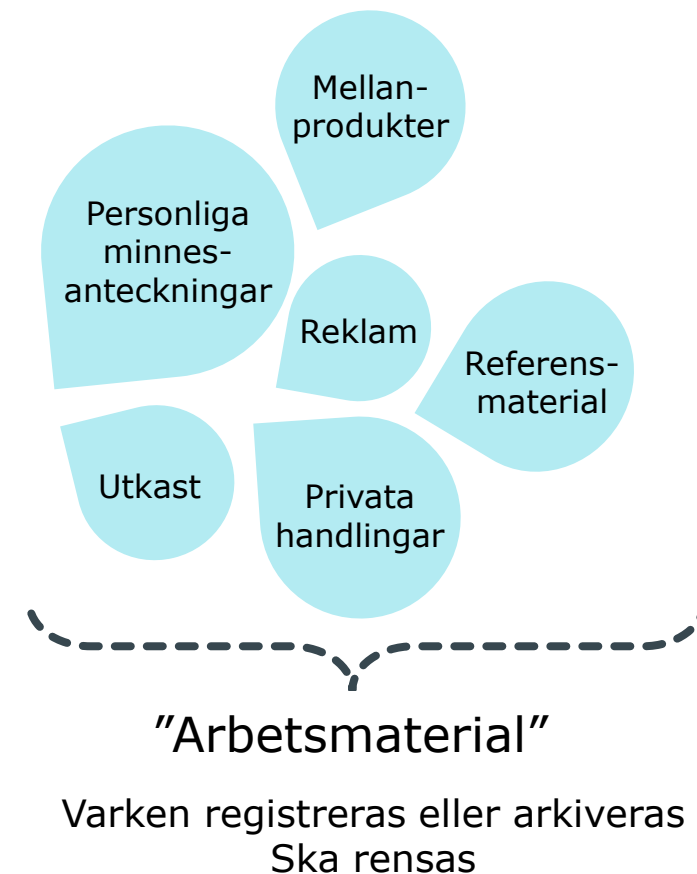 Mellan-
produkter
Personliga
minnes-
anteckningar
Reklam
Referens-
material
Utkast
Privata
handlingar
”Arbetsmaterial”
Varken registreras eller arkiveras
Ska rensas